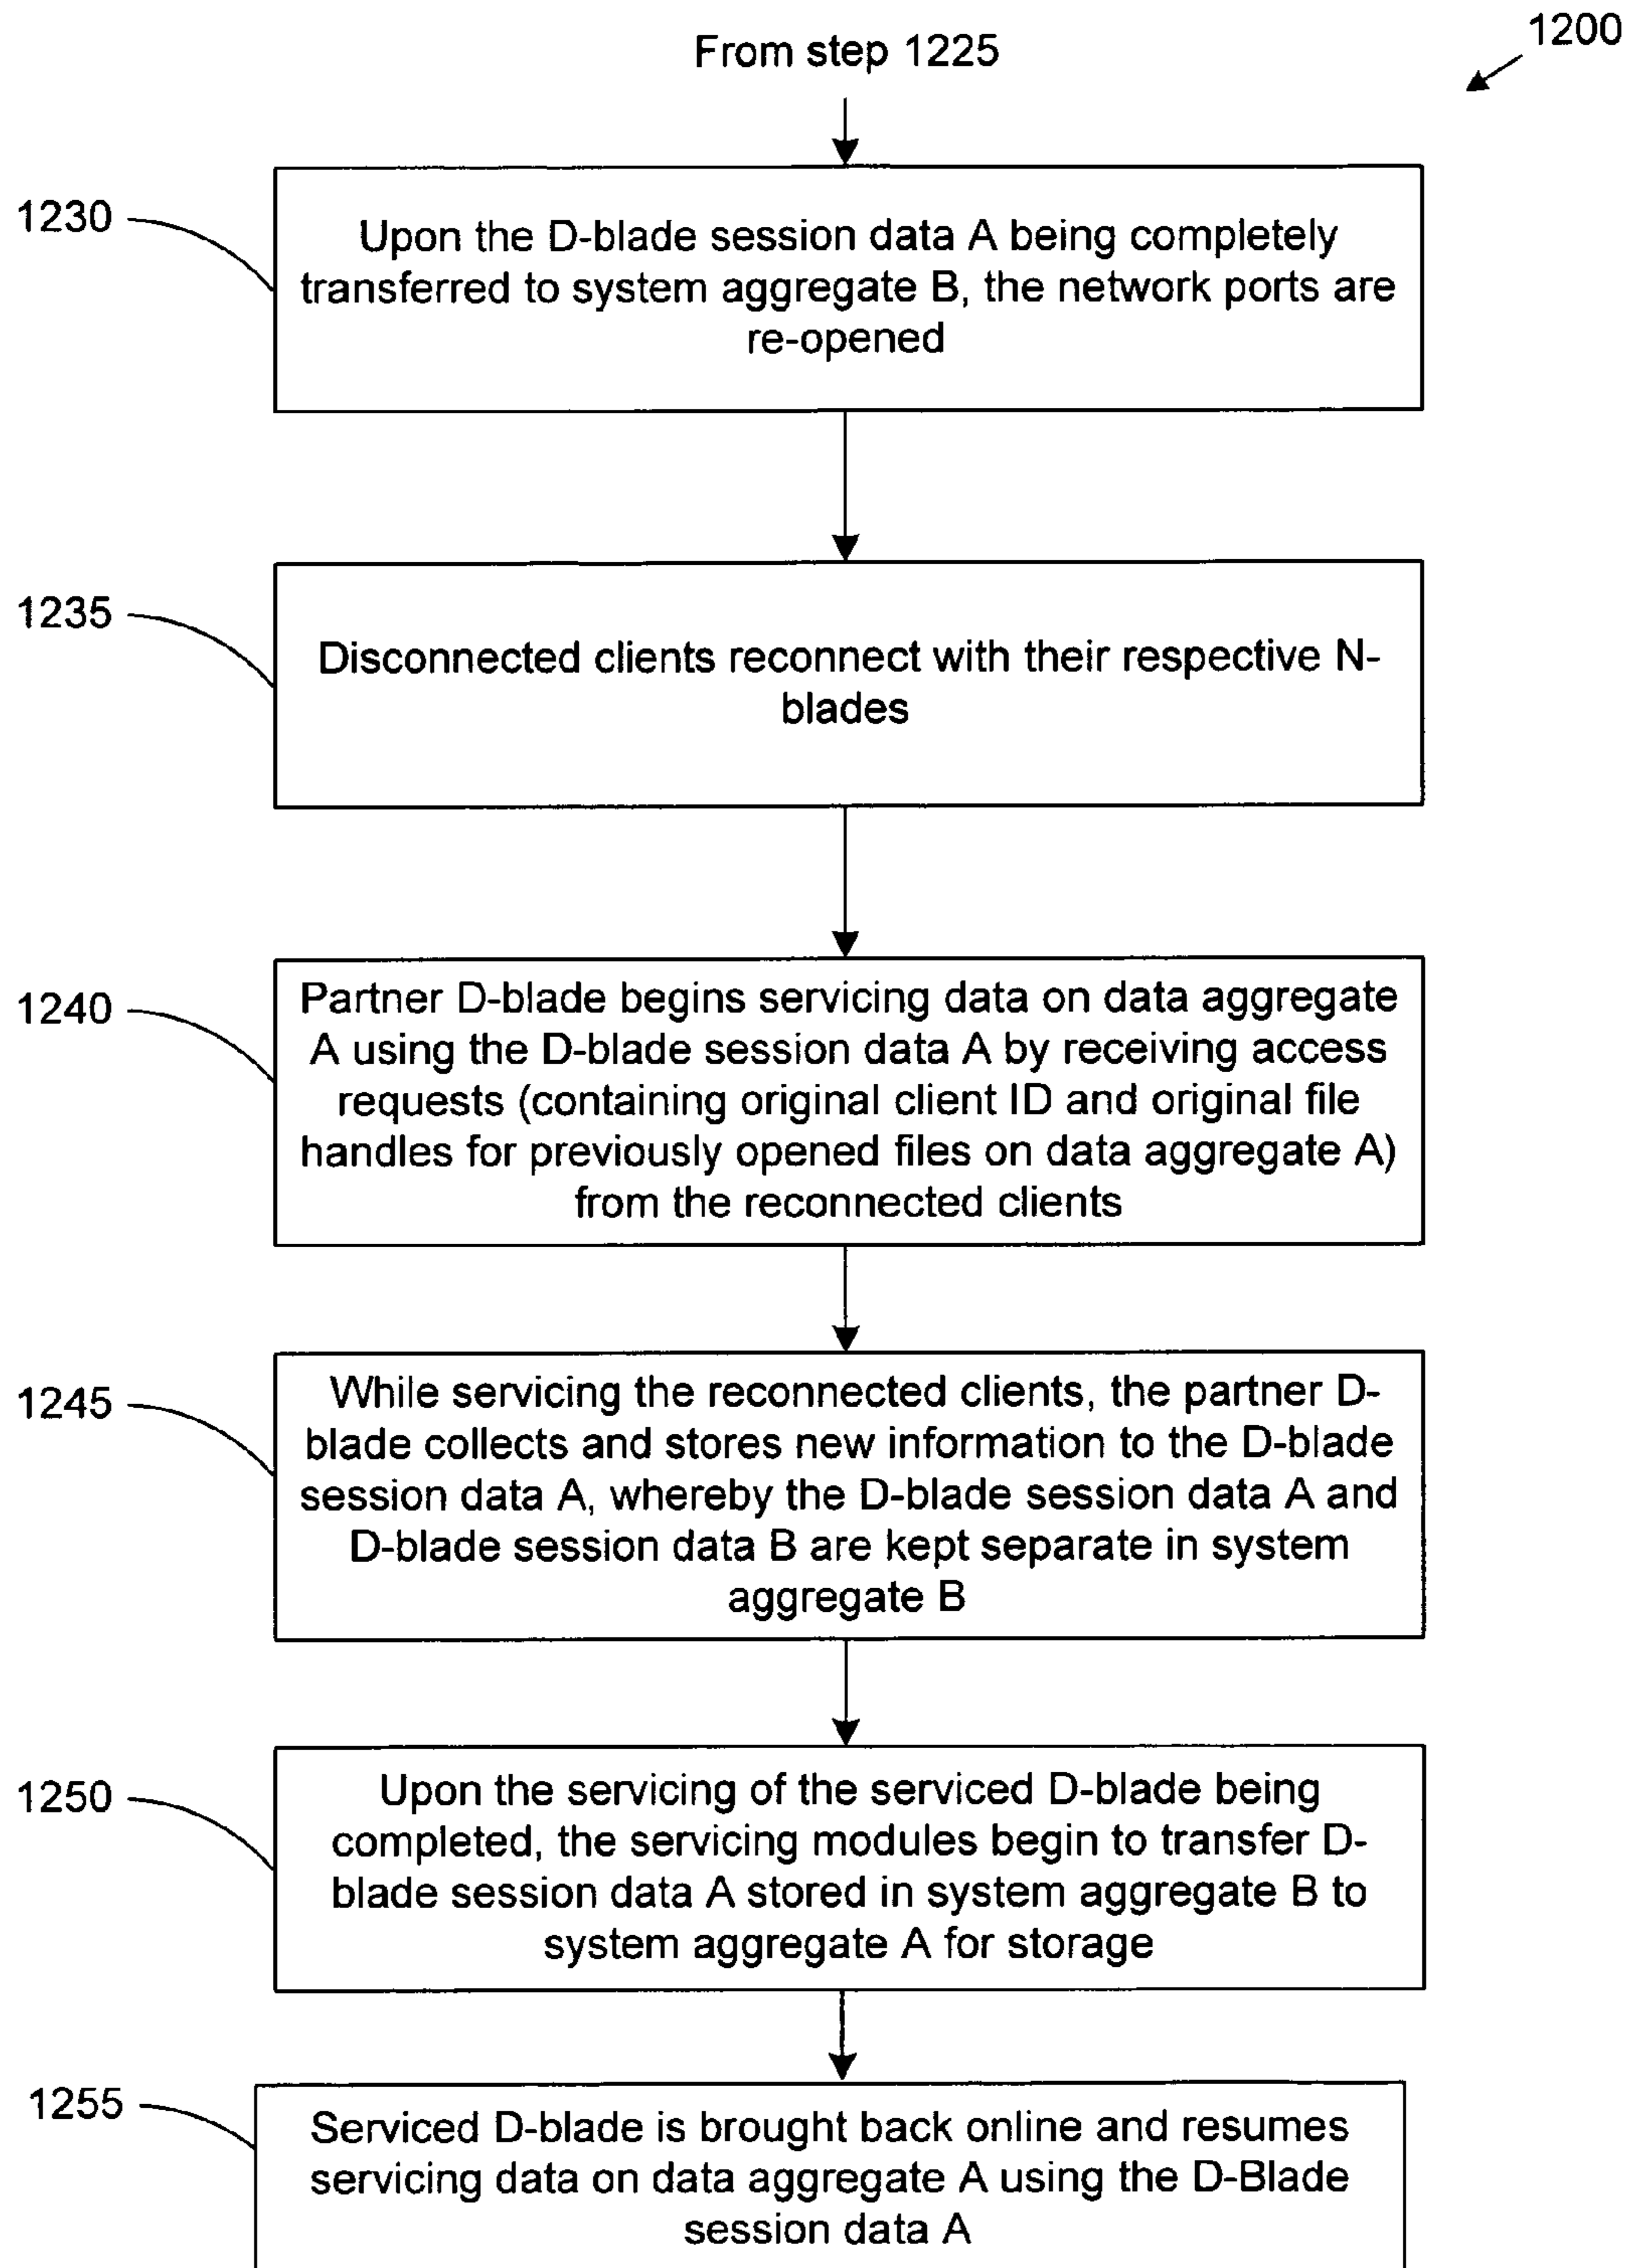 1200
From step 1225
1230
Upon the D-blade session data A being completely
transferred to system aggregate B, the network ports are
re-opened
1235
Disconnected clients reconnect with their respective N-
blades
1240
Partner D-blade begins servicing data on data aggregate
A using the D-blade session data A by receiving access
requests (containing original client ID and original file
handles for previously opened files on data aggregate A)
from the reconnected clients
1245
While servicing the reconnected clients, the partner D-
blade collects and stores new information to the D-blade
session data A, whereby the D-blade session data A and
D-blade session data B are kept separate in system
aggregate B
1250
Upon the servicing of the serviced D-blade being
completed, the servicing modules begin to transfer D-
blade session data A stored in system aggregate B to
system aggregate A for storage
1255
Serviced D-blade is brought back online and resumes
servicing data on data aggregate A using the D-Blade
session data A